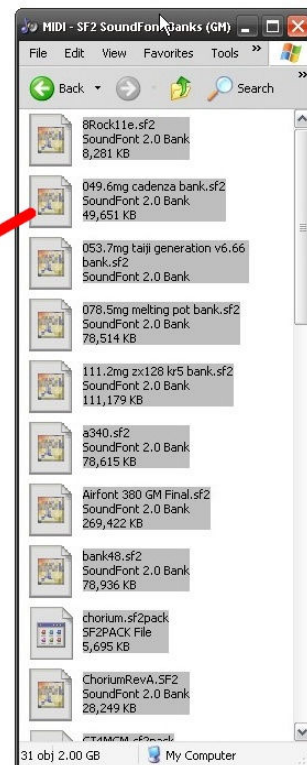 MIDI - SF2 SoundFont Banks (GM)
File Edit View Favorites Tools »
Back Search »
8Rock11e.sf2
SoundFont 2.0 Bank
8,281 KB
049.6mg cadenza bank.sf2
SoundFont 2.0 Bank
49,651 KB
053.7mg taiji generation v6.66
bank.sf2
SoundFont 2.0 Bank
078.5mg melting pot bank.sf2
SoundFont 2.0 Bank
78,514 KB
111.2mg zx128 kr5 bank.sf2
SoundFont 2.0 Bank
111,179 KB
a340.sf2
SoundFont 2.0 Bank
78,615 KB
Airfont 380 GM Final.sf2
SoundFont 2.0 Bank
269,422 KB
bank48.sf2
SoundFont 2.0 Bank
78,936 KB
chorium.sf2pack
SF2PACK File
5,695 KB
ChoriumRevA.SF2
SoundFont 2.0 Bank
28,249 KB
CT4MGM.sf2pack
31 obj 2.00 GB My Computer